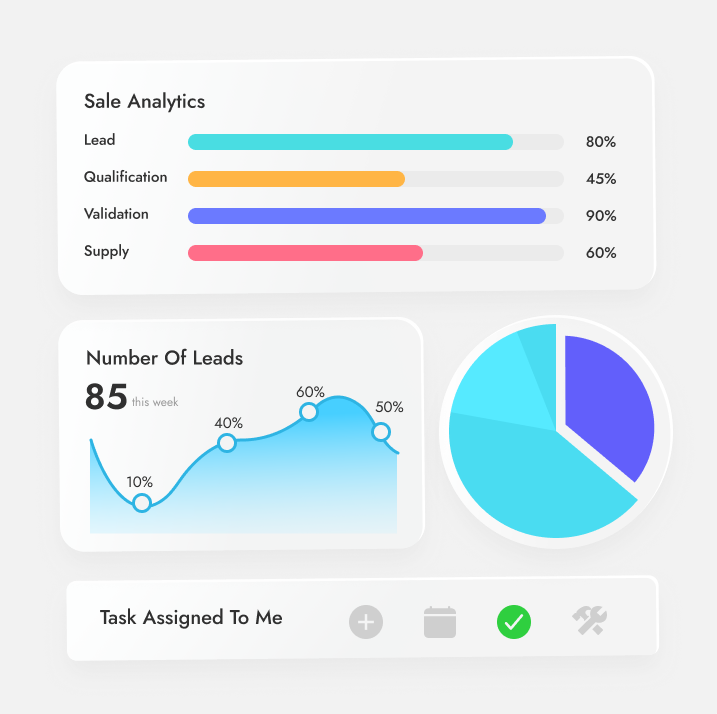 Sale Analytics
Lead 80%
Qualification 45%
Validation 90%
Supply 60%
Number Of Leads
85 this week
10%
40%
60%
50%
Task Assigned To Me